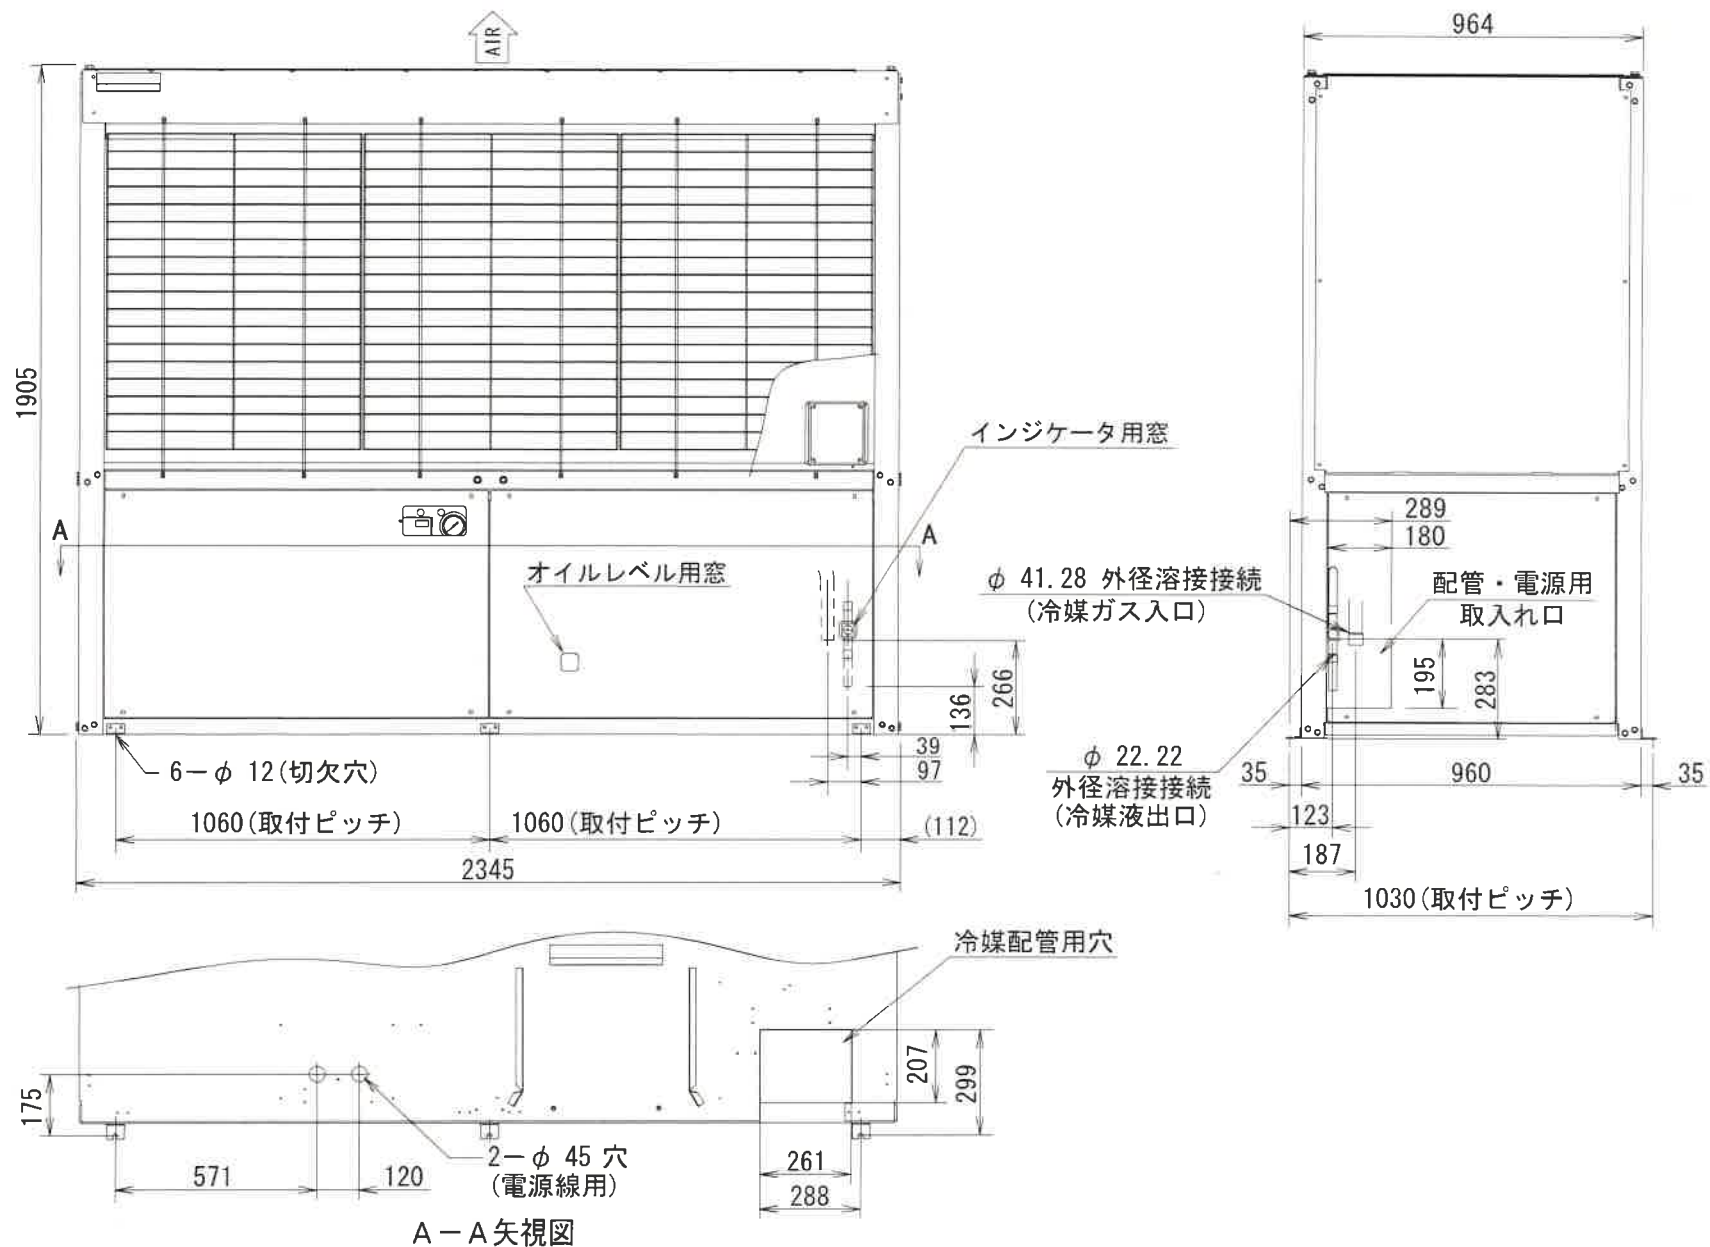 AIR
1905
A
A
インジケータ用窓
オイルレベル用窓
136
266
39
97
6－φ 12(切欠穴)
1060(取付ピッチ)
1060(取付ピッチ)
(112)
2345
964
289
180
φ 41.28 外径溶接接続
(冷媒ガス入口)
配管・電源用
取入れ口
195
283
φ 22.22
外径溶接接続
(冷媒液出口)
35
960
35
123
187
1030(取付ピッチ)
冷媒配管用穴
175
207
299
571
120
2－φ 45 穴
(電源線用)
261
288
A－A矢視図